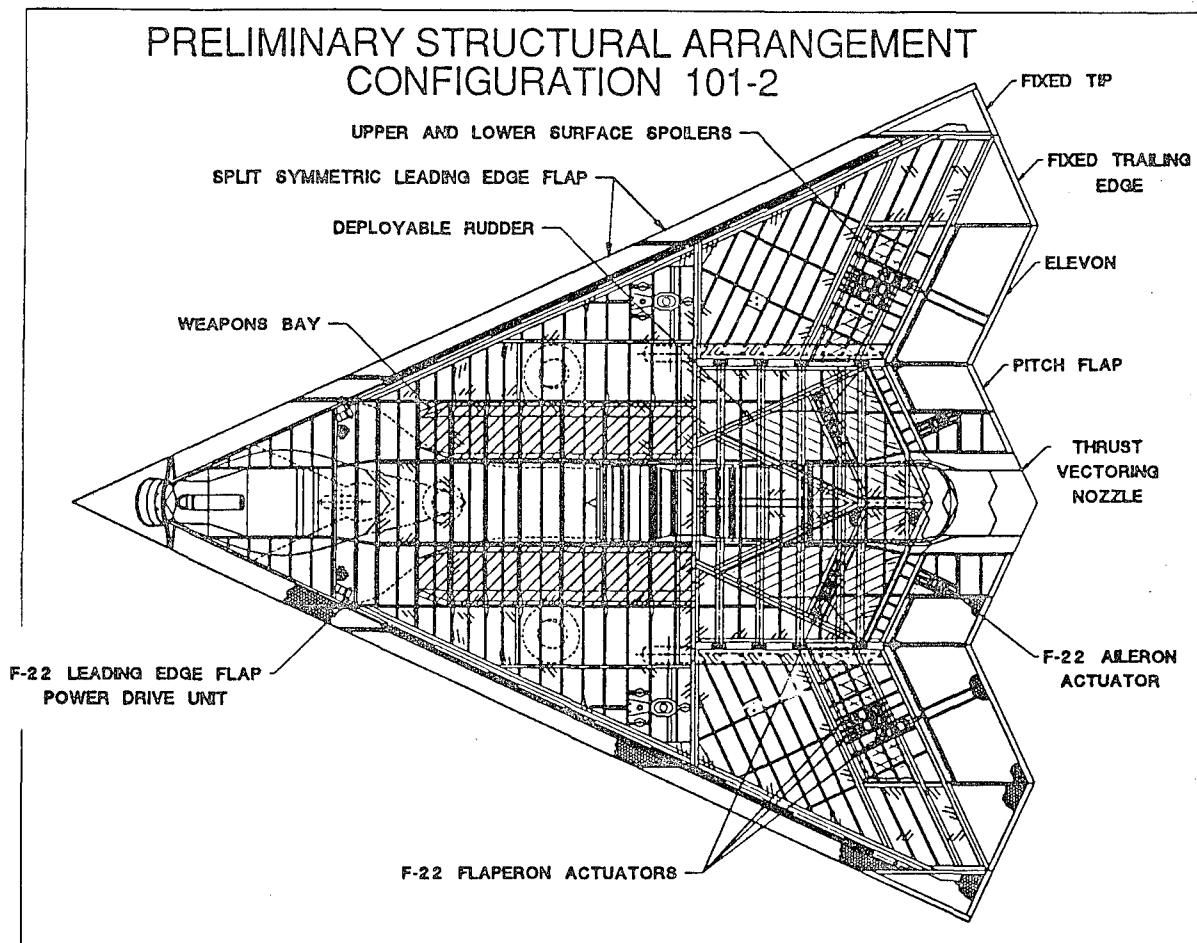 PRELIMINARY STRUCTURAL ARRANGEMENT
CONFIGURATION 101-2
FIXED TIP
UPPER AND LOWER SURFACE SPOILERS
FIXED TRAILING
EDGE
SPLIT SYMMETRIC LEADING EDGE FLAP
DEPLOYABLE RUDDER
ELEVON
WEAPONS BAY
PITCH FLAP
THRUST
VECTORING
NOZZLE
F-22 LEADING EDGE FLAP
POWER DRIVE UNIT
F-22 AILERON
ACTUATOR
F-22 FLAPERON ACTUATORS